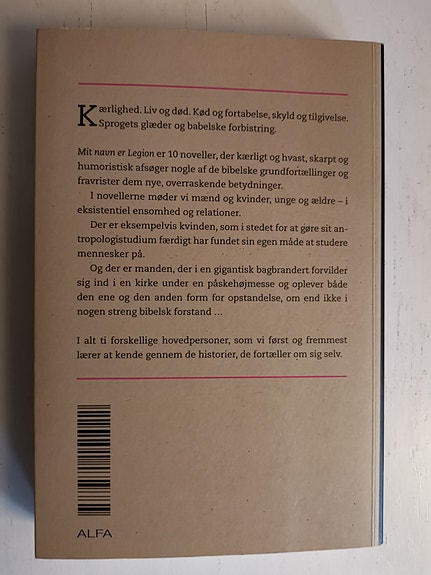 Kærlighed. Liv og død. Kød og fortabelse, skyld og tilgivelse.
Sprogets glæder og babelske forbistring.
Mit navn er Legion er 10 noveller, der kærligt og hvast, skarpt og
humoristisk afsøger nogle af de bibelske grundfortællinger og
fravrister dem nye, overraskende betydninger.
I novellerne møder vi mænd og kvinder, unge og ældre – i
eksistentiel ensomhed og relationer.
Der er eksempelvis kvinden, som i stedet for at gøre sit an-
tropologistudium færdigt har fundet sin egen måde at studere
mennesker på.
Og der er manden, der i en gigantisk bagbrandert forvilder
sig ind i en kirke under en påskehøjmesse og oplever både
den ene og den anden form for opstandelse, om end ikke i
nogen streng bibelsk forstand ...
I alt ti forskellige hovedpersoner, som vi først og fremmest
lærer at kende gennem de historier, de fortæller om sig selv.
ALFA